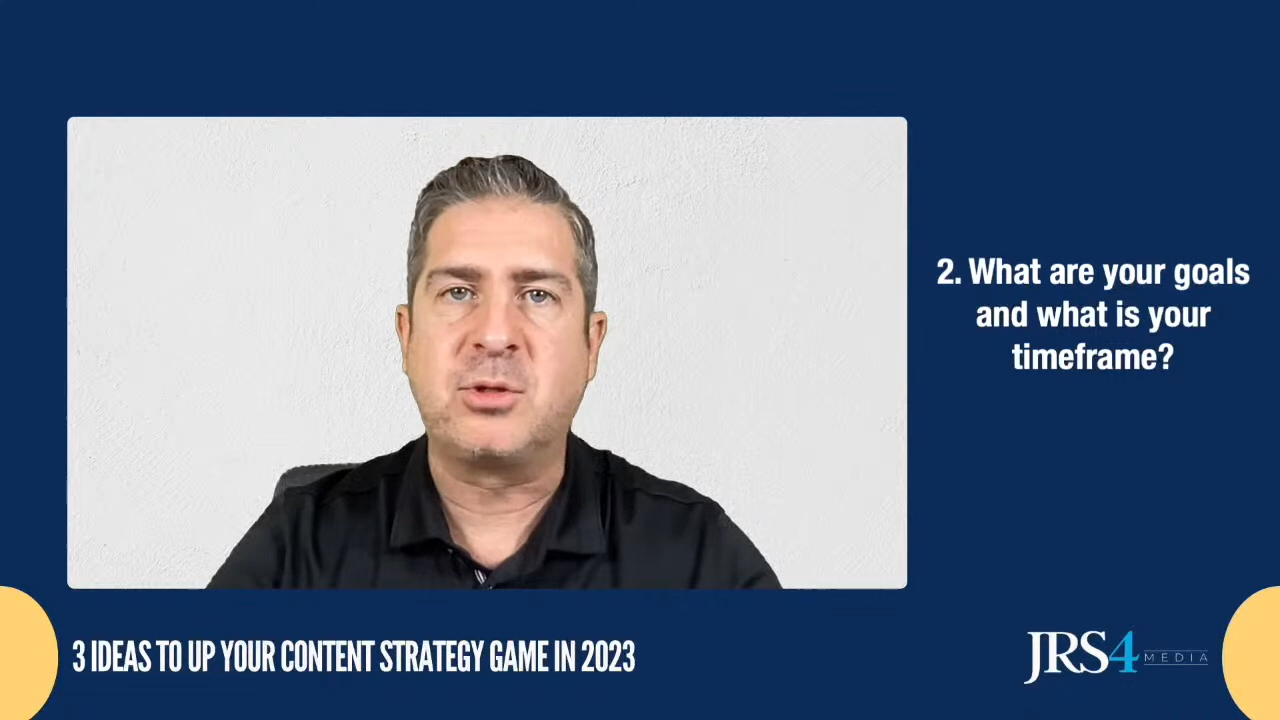 2. What are your goals
and what is your
timeframe?
3 IDEAS TO UP YOUR CONTENT STRATEGY GAME IN 2023
JRS4 MEDIA